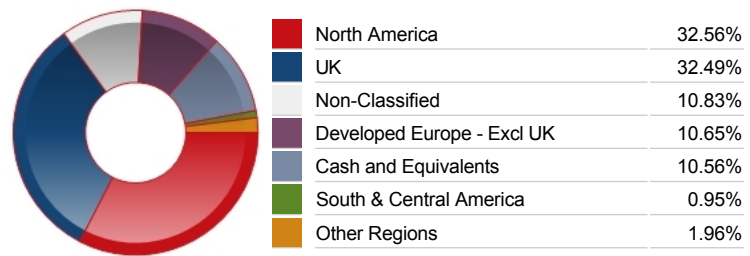 North America 32.56%
UK 32.49%
Non-Classified 10.83%
Developed Europe - Excl UK 10.65%
Cash and Equivalents 10.56%
South & Central America 0.95%
Other Regions 1.96%